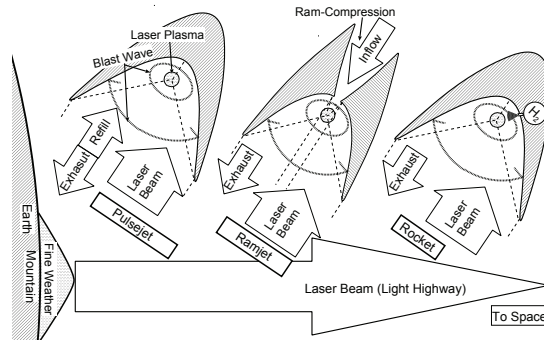 Ram-Compression
Laser Plasma
Blast Wave
Inflow
H₂
Refill
Exhasut
Laser
Beam
Pulsejet
Exhaust
Laser
Beam
Ramjet
Exhaust
Laser
Beam
Rocket
Earth
Mountain
Fine Weather
Laser Beam (Light Highway)
To Space